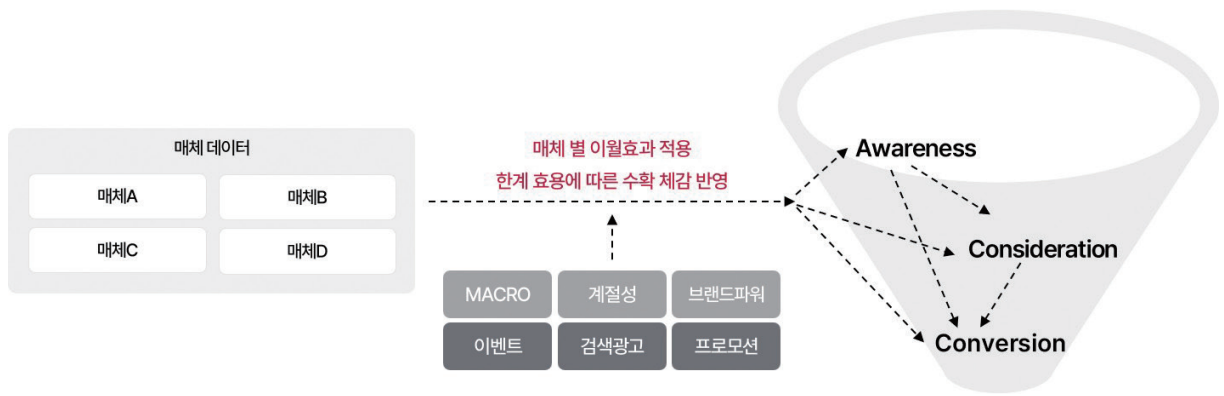 매체 데이터
매체A
매체B
매체C
매체D
매체 별 이월효과 적용
한계 효용에 따른 수확 체감 반영
MACRO
계절성
브랜드파워
이벤트
검색광고
프로모션
Awareness
Consideration
Conversion